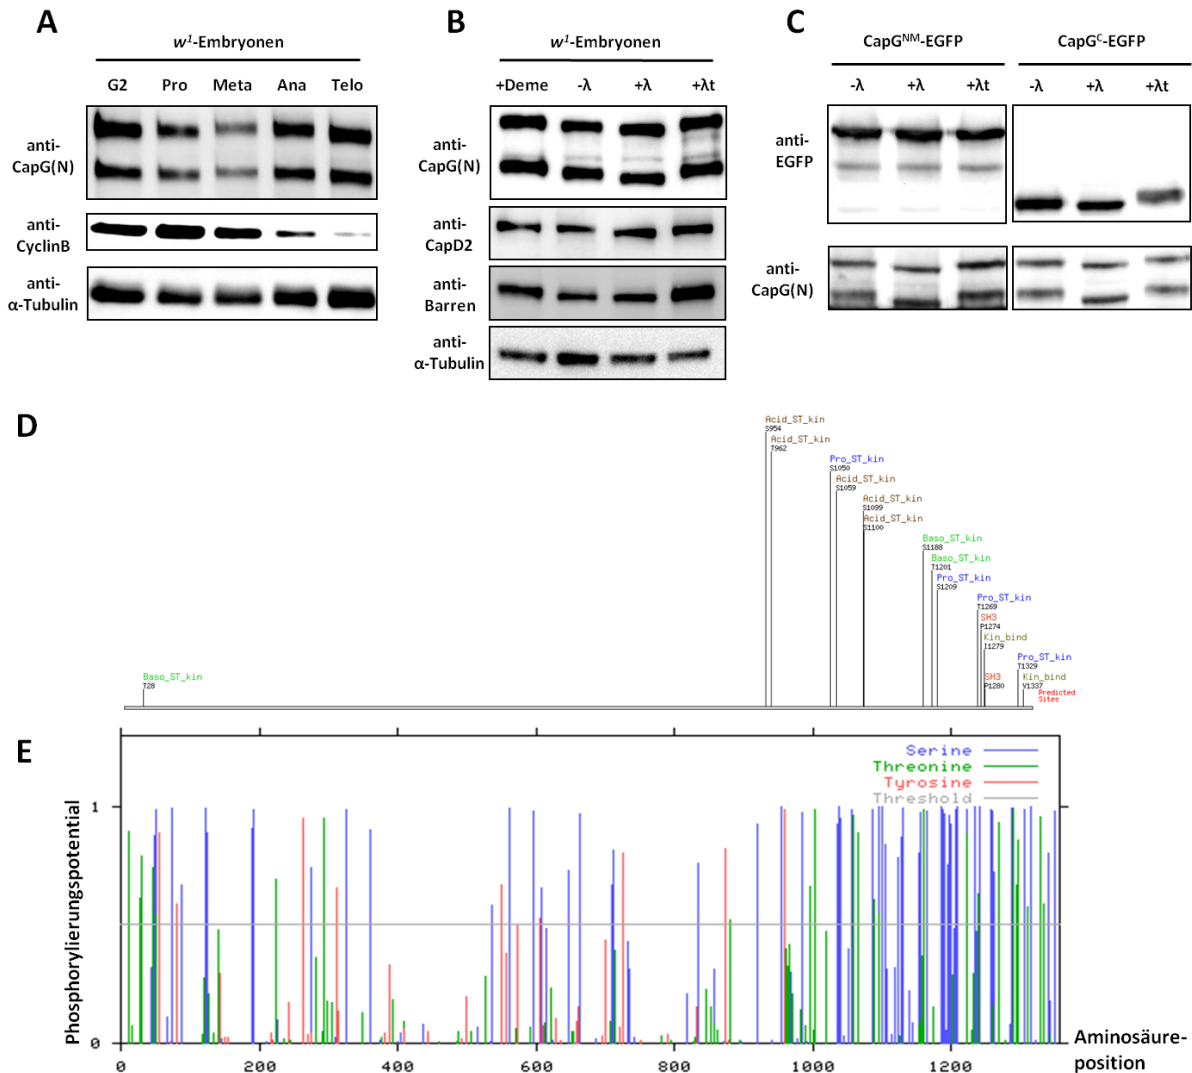 A
w¹-Embryonen
G2 Pro Meta Ana Telo
anti-
CapG(N)
anti-
CyclinB
anti-
α-Tubulin
B
w¹-Embryonen
+Deme -λ +λ +λt
anti-
CapG(N)
anti-
CapD2
anti-
Barren
anti-
α-Tubulin
C
CapGᴺᴹ-EGFP CapGᶜ-EGFP
-λ +λ +λt -λ +λ +λt
anti-
EGFP
anti-
CapG(N)
D
Acid_ST_kin
S954
Acid_ST_kin
T962
Pro_ST_kin
S1050
Acid_ST_kin
S1059
Acid_ST_kin
S1099
Acid_ST_kin
S1100
Baso_ST_kin
S1188
Baso_ST_kin
T1201
Pro_ST_kin
S1209
Pro_ST_kin
T1269
SH3
P1274
Kin_bind
I1279
Pro_ST_kin
T1329
SH3
P1280
Kin_bind
V1337
Baso_ST_kin
T28
Predicted
Sites
E
Serine
Threonine
Tyrosine
Threshold
Phosphorylierungspotential
1
0
0 200 400 600 800 1000 1200
Aminosäure-
position